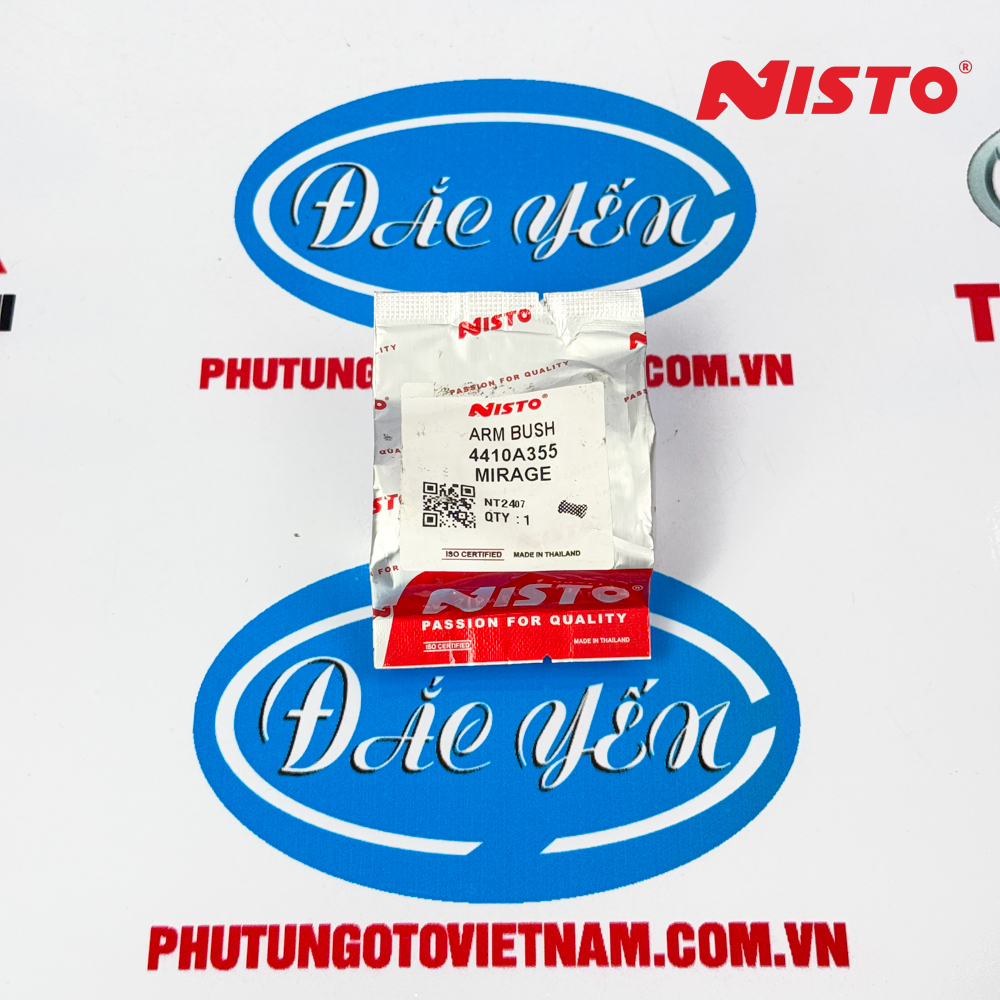 NISTO®
ĐẮC YẾN
NISTO
ITY
PASSION FOR QUALITY
PHUTUNG
COM.VN
NISTO®
ARM BUSH
4410A355
MIRAGE
NT2407
QTY : 1
ISO CERTIFIED MADE IN THAILAND
NISTO®
PASSION FOR QUALITY
ISO CERTIFIED MADE IN THAILAND
ĐẮC YẾN
PHUTUNGOTOVIETNAM.COM.VN